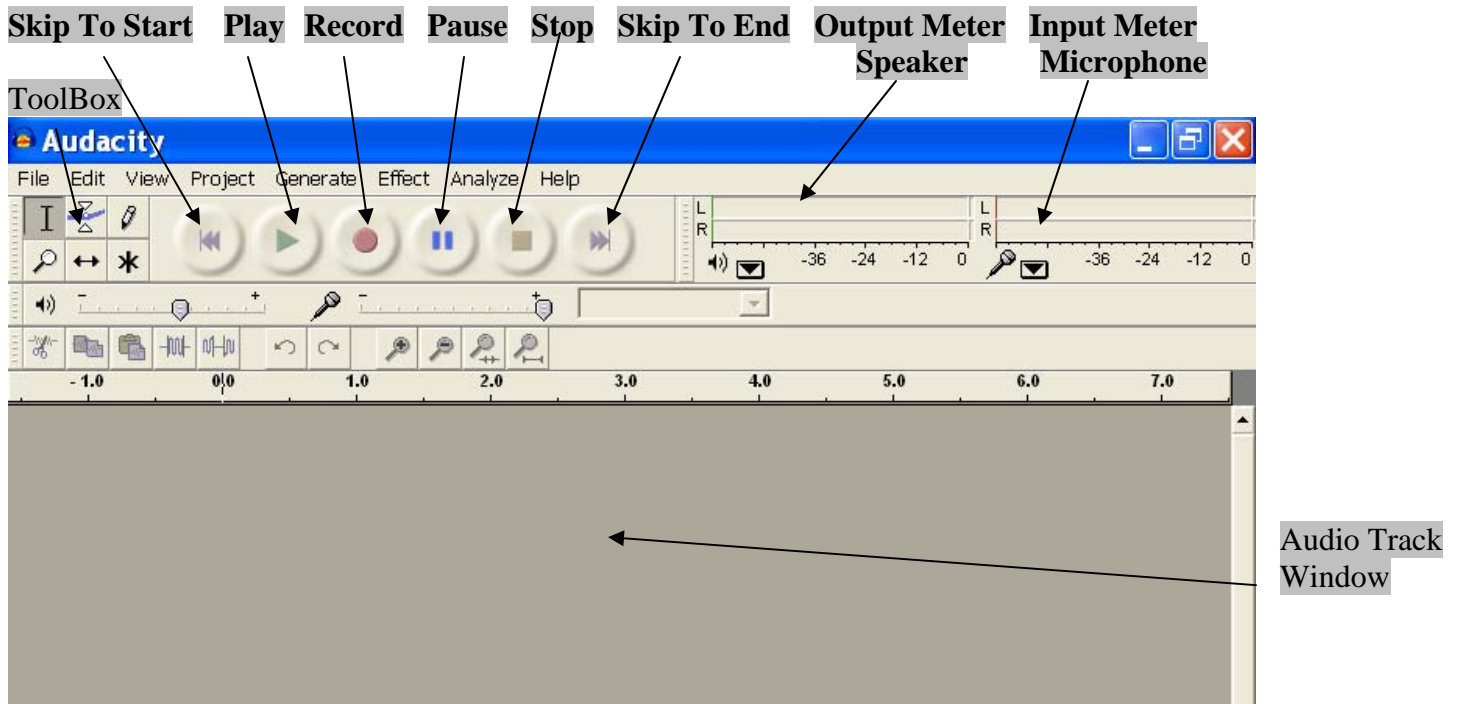 Skip To Start Play Record Pause Stop Skip To End Output Meter Input Meter
Speaker Microphone
ToolBox
Audacity
File Edit View Project Generate Effect Analyze Help
L L
R R
-36 -24 -12 0 -36 -24 -12 0
- + - +
- 1.0 0.0 1.0 2.0 3.0 4.0 5.0 6.0 7.0
Audio Track
Window